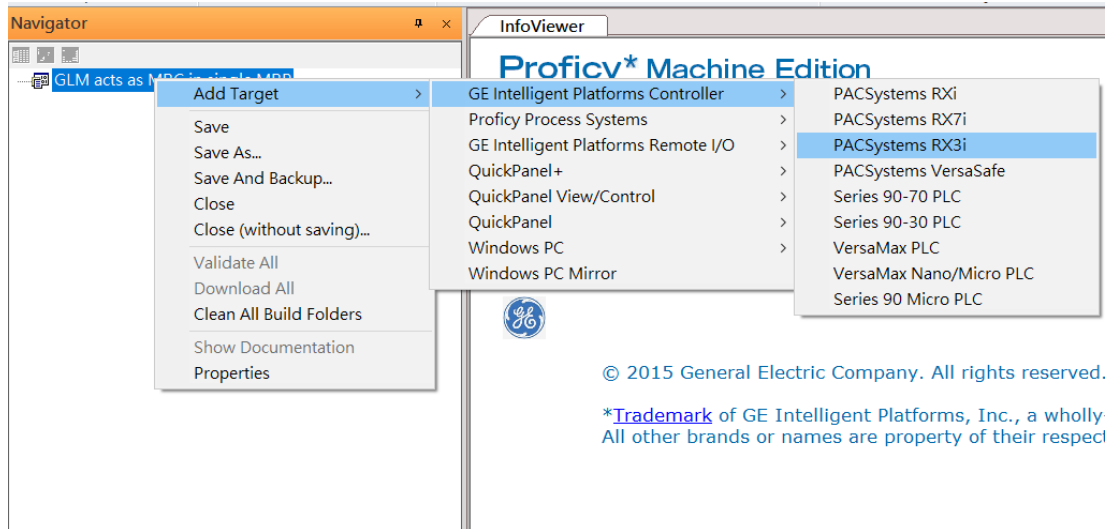 Navigator
InfoViewer
GLM acts as MRC in single MRP
Proficy* Machine Edition
Add Target
Save
Save As...
Save And Backup...
Close
Close (without saving)...
Validate All
Download All
Clean All Build Folders
Show Documentation
Properties
GE Intelligent Platforms Controller
Proficy Process Systems
GE Intelligent Platforms Remote I/O
QuickPanel+
QuickPanel View/Control
QuickPanel
Windows PC
Windows PC Mirror
PACSystems RXi
PACSystems RX7i
PACSystems RX3i
PACSystems VersaSafe
Series 90-70 PLC
Series 90-30 PLC
VersaMax PLC
VersaMax Nano/Micro PLC
Series 90 Micro PLC
© 2015 General Electric Company. All rights reserved.
*Trademark of GE Intelligent Platforms, Inc., a wholly-
All other brands or names are property of their respect